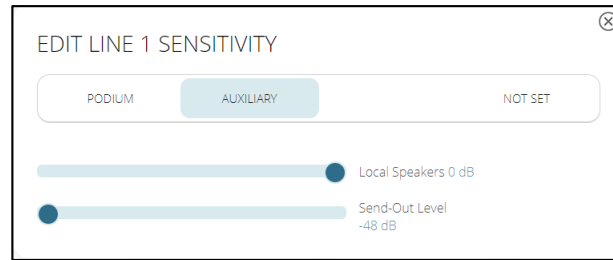 EDIT LINE 1 SENSITIVITY
PODIUM AUXILIARY NOT SET
Local Speakers 0 dB
Send-Out Level
-48 dB